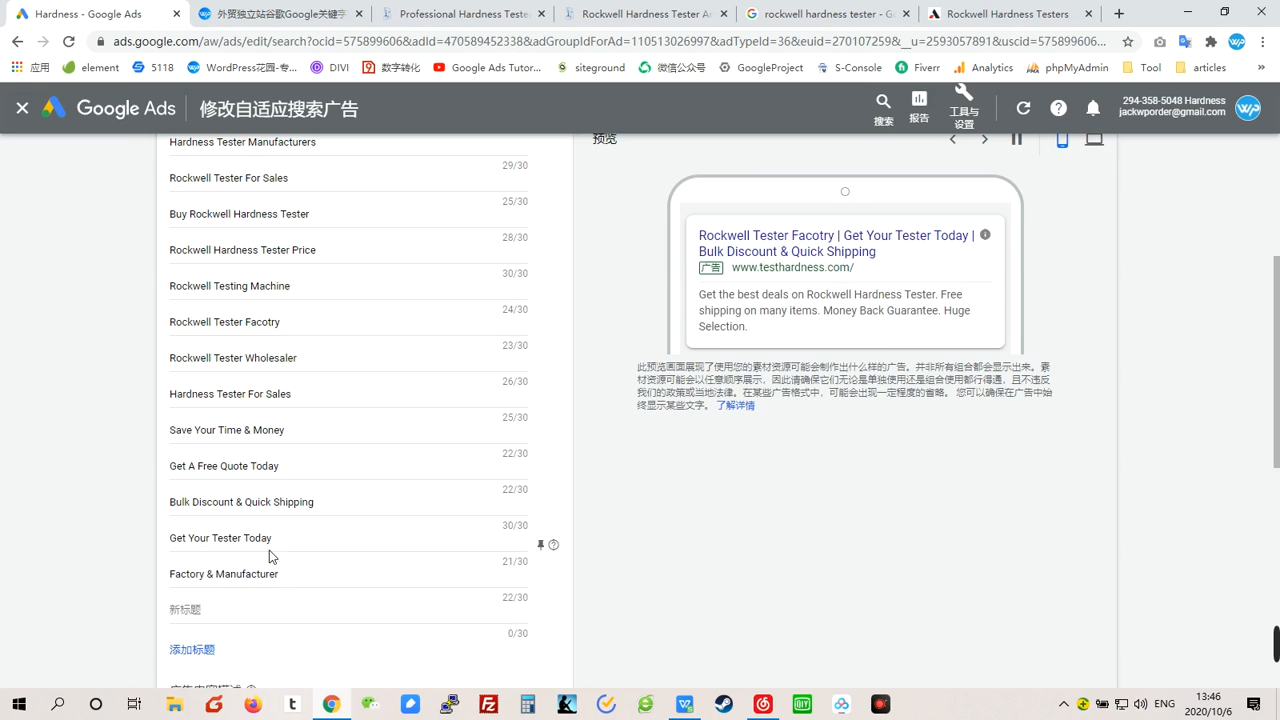 Hardness - Google Ads
外贸独立站谷歌Google关键字
Professional Hardness Teste
Rockwell Hardness Tester A
rockwell hardness tester - G
Rockwell Hardness Testers
ads.google.com/aw/ads/edit/search?ocid=575899606&adId=470589452338&adGroupIdForAd=110513026997&adTypeId=36&euid=270107259&__u=2593057891&uscid=575899606...
应用
element
5118
WordPress花园-专...
DIVI
数字转化
Google Ads Tutor...
siteground
微信公众号
GoogleProject
S-Console
Fiverr
Analytics
phpMyAdmin
Tool
articles
»
Google Ads
修改自适应搜索广告
搜索
报告
工具与
设置
294-358-5048 Hardness
jackwporder@gmail.com
Hardness Tester Manufacturers
29/30
Rockwell Tester For Sales
25/30
Buy Rockwell Hardness Tester
28/30
Rockwell Hardness Tester Price
30/30
Rockwell Testing Machine
24/30
Rockwell Tester Facotry
23/30
Rockwell Tester Wholesaler
26/30
Hardness Tester For Sales
25/30
Save Your Time & Money
22/30
Get A Free Quote Today
22/30
Bulk Discount & Quick Shipping
30/30
Get Your Tester Today
21/30
Factory & Manufacturer
22/30
新标题
0/30
添加标题
预览
Rockwell Tester Facotry | Get Your Tester Today |
Bulk Discount & Quick Shipping
广告 www.testhardness.com/
Get the best deals on Rockwell Hardness Tester. Free
shipping on many items. Money Back Guarantee. Huge
Selection.
此预览画面展现了使用您的素材资源可能会制作出什么样的广告。并非所有组合都会显示出来。素
材资源可能会以任意顺序展示，因此请确保它们无论是单独使用还是组合使用都行得通，且不违反
我们的政策或当地法律。在某些广告格式中，可能会出现一定程度的省略。 您可以确保在广告中始
终显示某些文字。 了解详情
ENG
13:46
2020/10/6